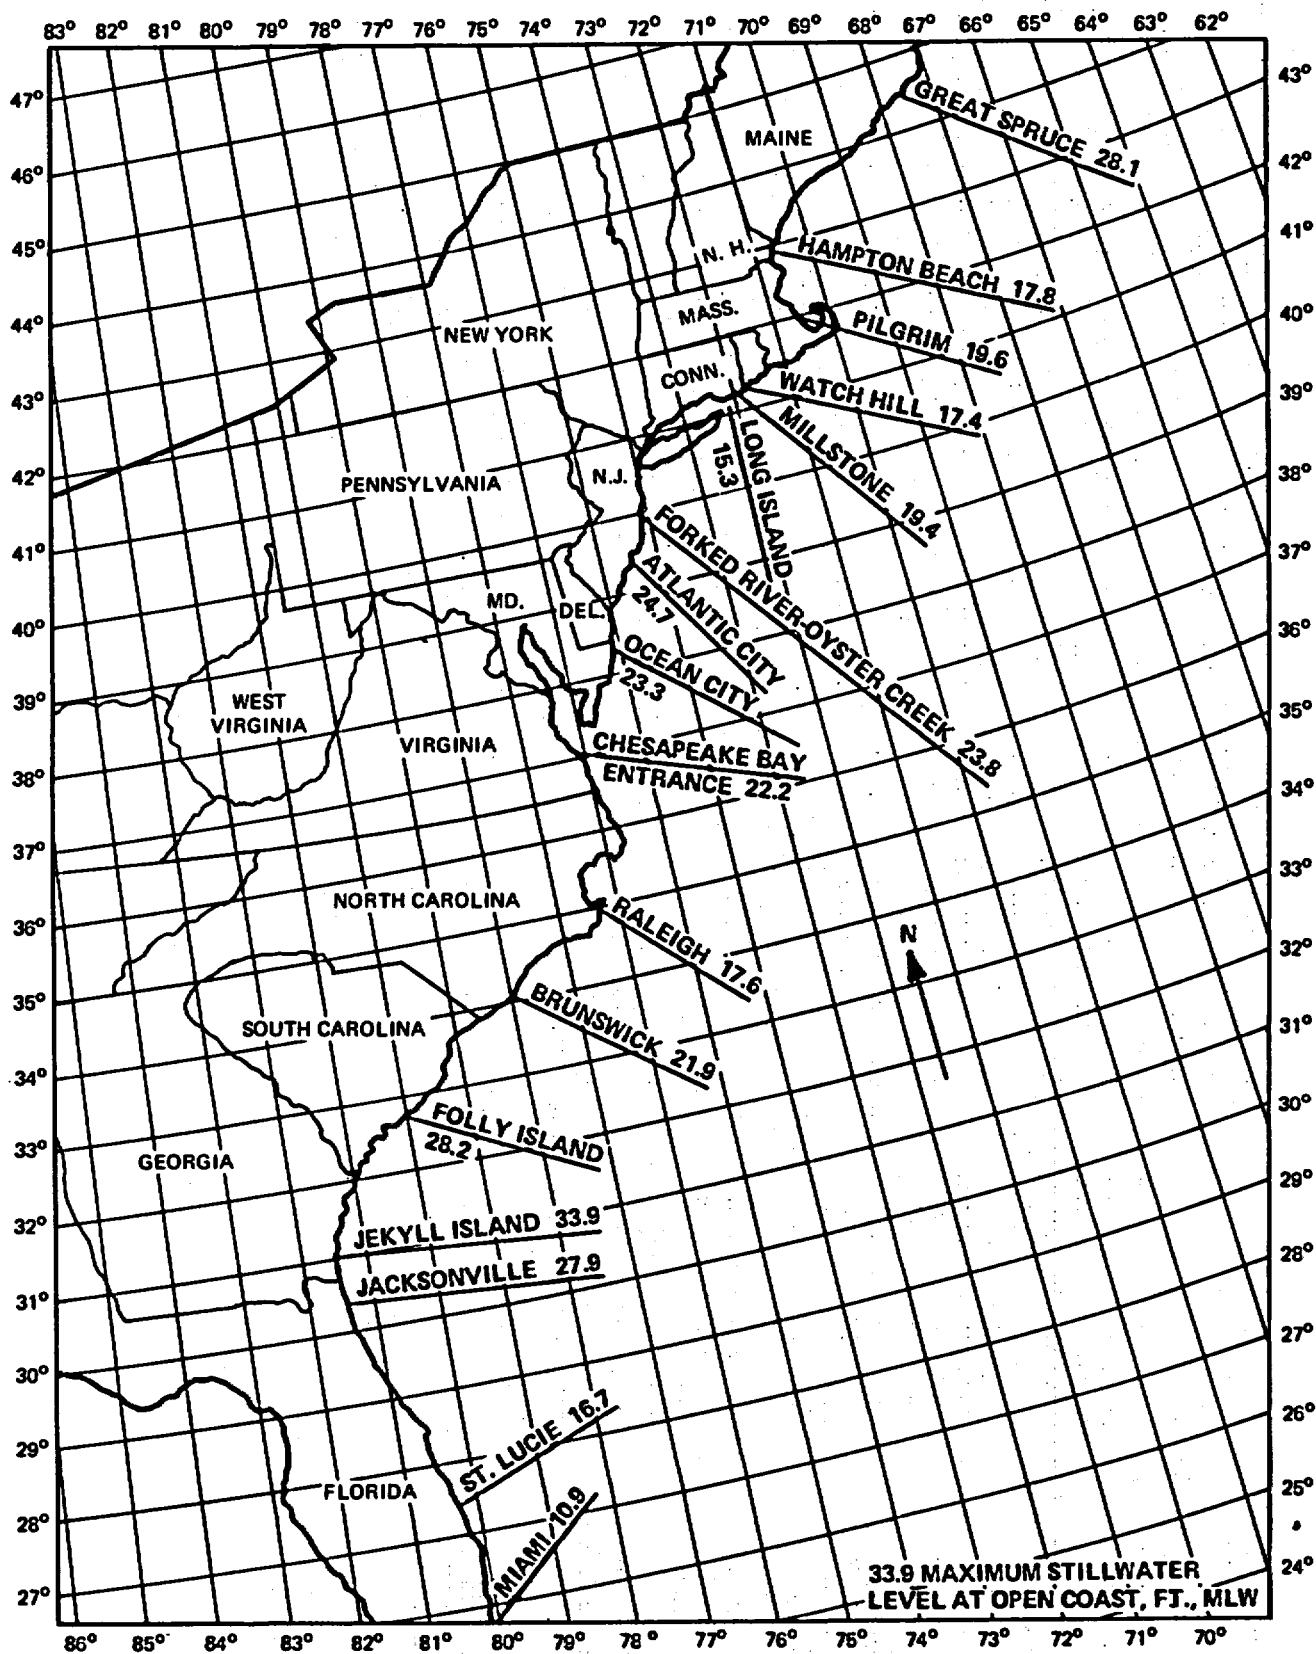 83° 82° 81° 80° 79° 78° 77° 76° 75° 74° 73° 72° 71° 70° 69° 68° 67° 66° 65° 64° 63° 62°
47°
46°
45°
44°
43°
42°
41°
40°
39°
38°
37°
36°
35°
34°
33°
32°
31°
30°
29°
28°
27°
43°
42°
41°
40°
39°
38°
37°
36°
35°
34°
33°
32°
31°
30°
29°
28°
27°
26°
25°
24°
MAINE
GREAT SPRUCE 28.1
N. H.
HAMPTON BEACH 17.8
MASS.
PILGRIM 19.6
NEW YORK
CONN.
WATCH HILL 17.4
MILLSTONE 19.4
LONG ISLAND
15.3
PENNSYLVANIA
N.J.
FORKED RIVER-OYSTER CREEK 23.8
ATLANTIC CITY
24.7
MD.
DEL.
OCEAN CITY
23.3
WEST
VIRGINIA
VIRGINIA
CHESAPEAKE BAY
ENTRANCE 22.2
NORTH CAROLINA
RALEIGH 17.6
N
BRUNSWICK 21.9
SOUTH CAROLINA
FOLLY ISLAND
28.2
GEORGIA
JEKYLL ISLAND 33.9
JACKSONVILLE 27.9
ST. LUCIE 16.7
FLORIDA
MIAMI 10.9
33.9 MAXIMUM STILLWATER
LEVEL AT OPEN COAST, FT., MLW
86° 85° 84° 83° 82° 81° 80° 79° 78° 77° 76° 75° 74° 73° 72° 71° 70°